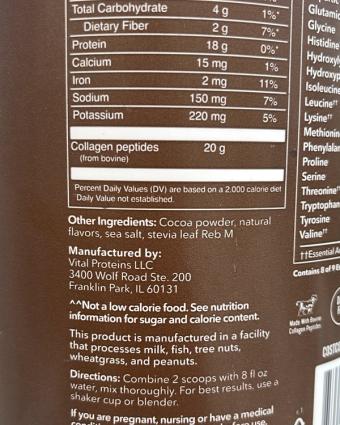 Total Carbohydrate 4 g 1%*
Dietary Fiber 2 g 7%*
Protein 18 g 0%*
Calcium 15 mg 1%
Iron 2 mg 11%
Sodium 150 mg 7%
Potassium 220 mg 5%
Collagen peptides 20 g
(from bovine)
Percent Daily Values (DV) are based on a 2.000 calorie diet
Daily Value not established.
Other Ingredients: Cocoa powder, natural
flavors, sea salt, stevia leaf Reb M
Manufactured by:
Vital Proteins LLC
3400 Wolf Road Ste. 200
Franklin Park, IL 60131
^^Not a low calorie food. See nutrition
information for sugar and calorie content.
This product is manufactured in a facility
that processes milk, fish, tree nuts,
wheatgrass, and peanuts.
Directions: Combine 2 scoops with 8 fl oz
water, mix thoroughly. For best results, use a
shaker cup or blender.
If you are pregnant, nursing or have a medical
Glutamic
Glycine
Histidine
Hydroxyl
Hydroxyp
Isoleucine
Leucine††
Lysine††
Methionin
Phenylalan
Proline
Serine
Threonine††
Tryptophan
Tyrosine
Valine††
††Essential A
Contains 8 of 9 E
Made With Bovine
Collagen Peptides